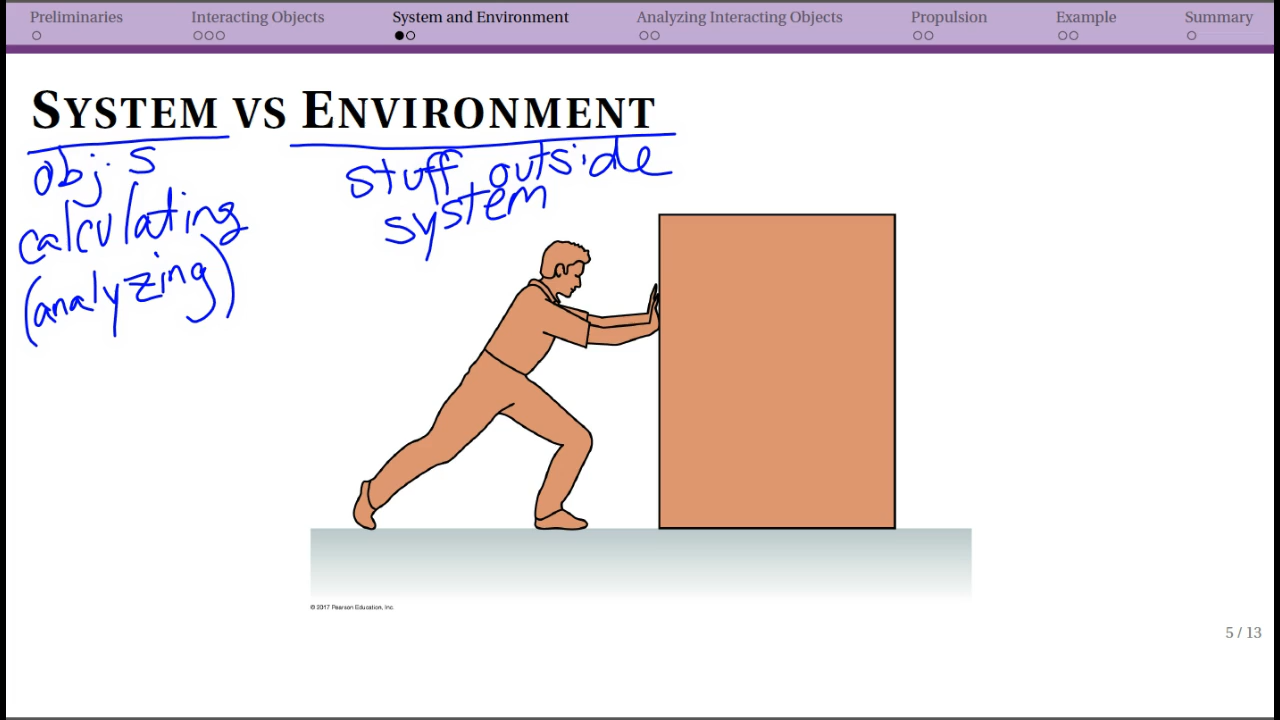 Preliminaries Interacting Objects System and Environment Analyzing Interacting Objects Propulsion Example Summary
SYSTEM VS ENVIRONMENT
obj.s
calculating
(analyzing)
stuff outside
system
© 2017 Pearson Education, Inc.
5 / 13